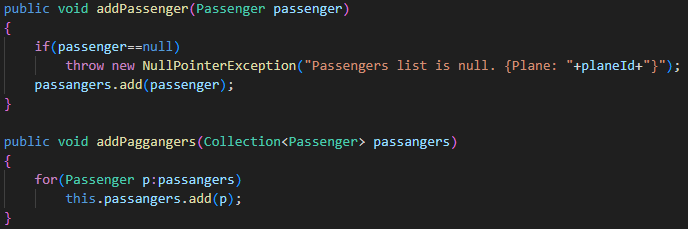 public void addPassenger(Passenger passenger)
{
    if(passenger==null)
        throw new NullPointerException("Passengers list is null. {Plane: "+planeId+"}");
    passangers.add(passenger);
}

public void addPaggangers(Collection<Passenger> passangers)
{
    for(Passenger p:passangers)
        this.passangers.add(p);
}